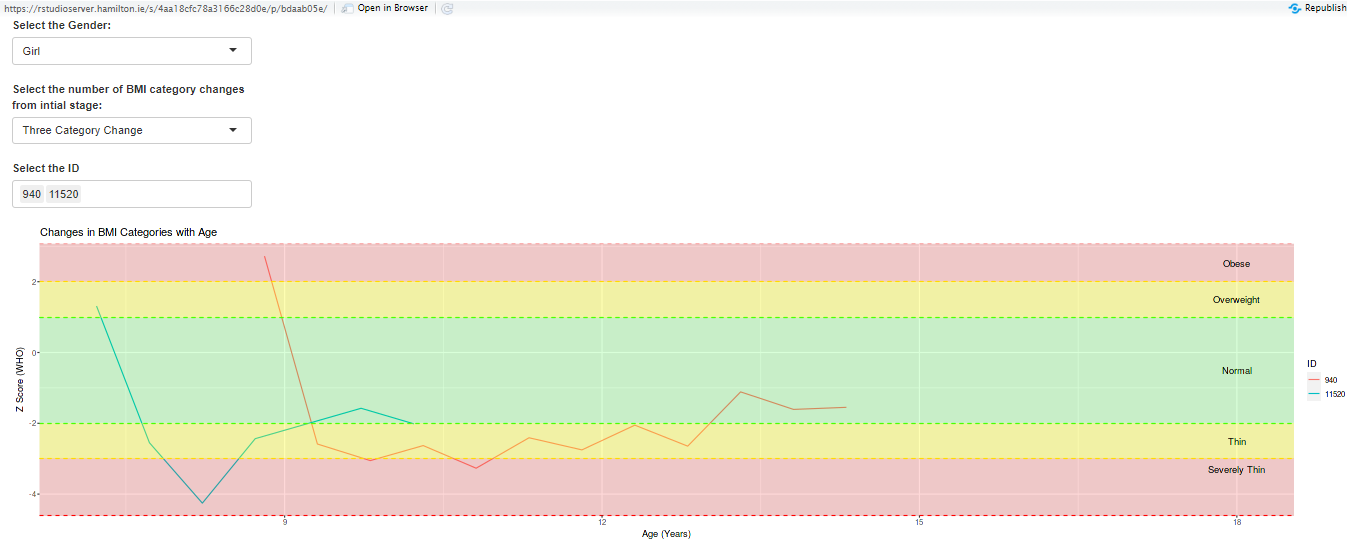 https://rstudioserver.hamilton.ie/s/4aa18cfc78a3166c28d0e/p/bdaab05e/ Open in Browser Republish
Select the Gender:
Girl
Select the number of BMI category changes
from intial stage:
Three Category Change
Select the ID
940 11520
Changes in BMI Categories with Age
Obese
2
Overweight
0
Normal
-2
Thin
Severely Thin
-4
Z Score (WHO)
9 12 15 18
Age (Years)
ID
940
11520